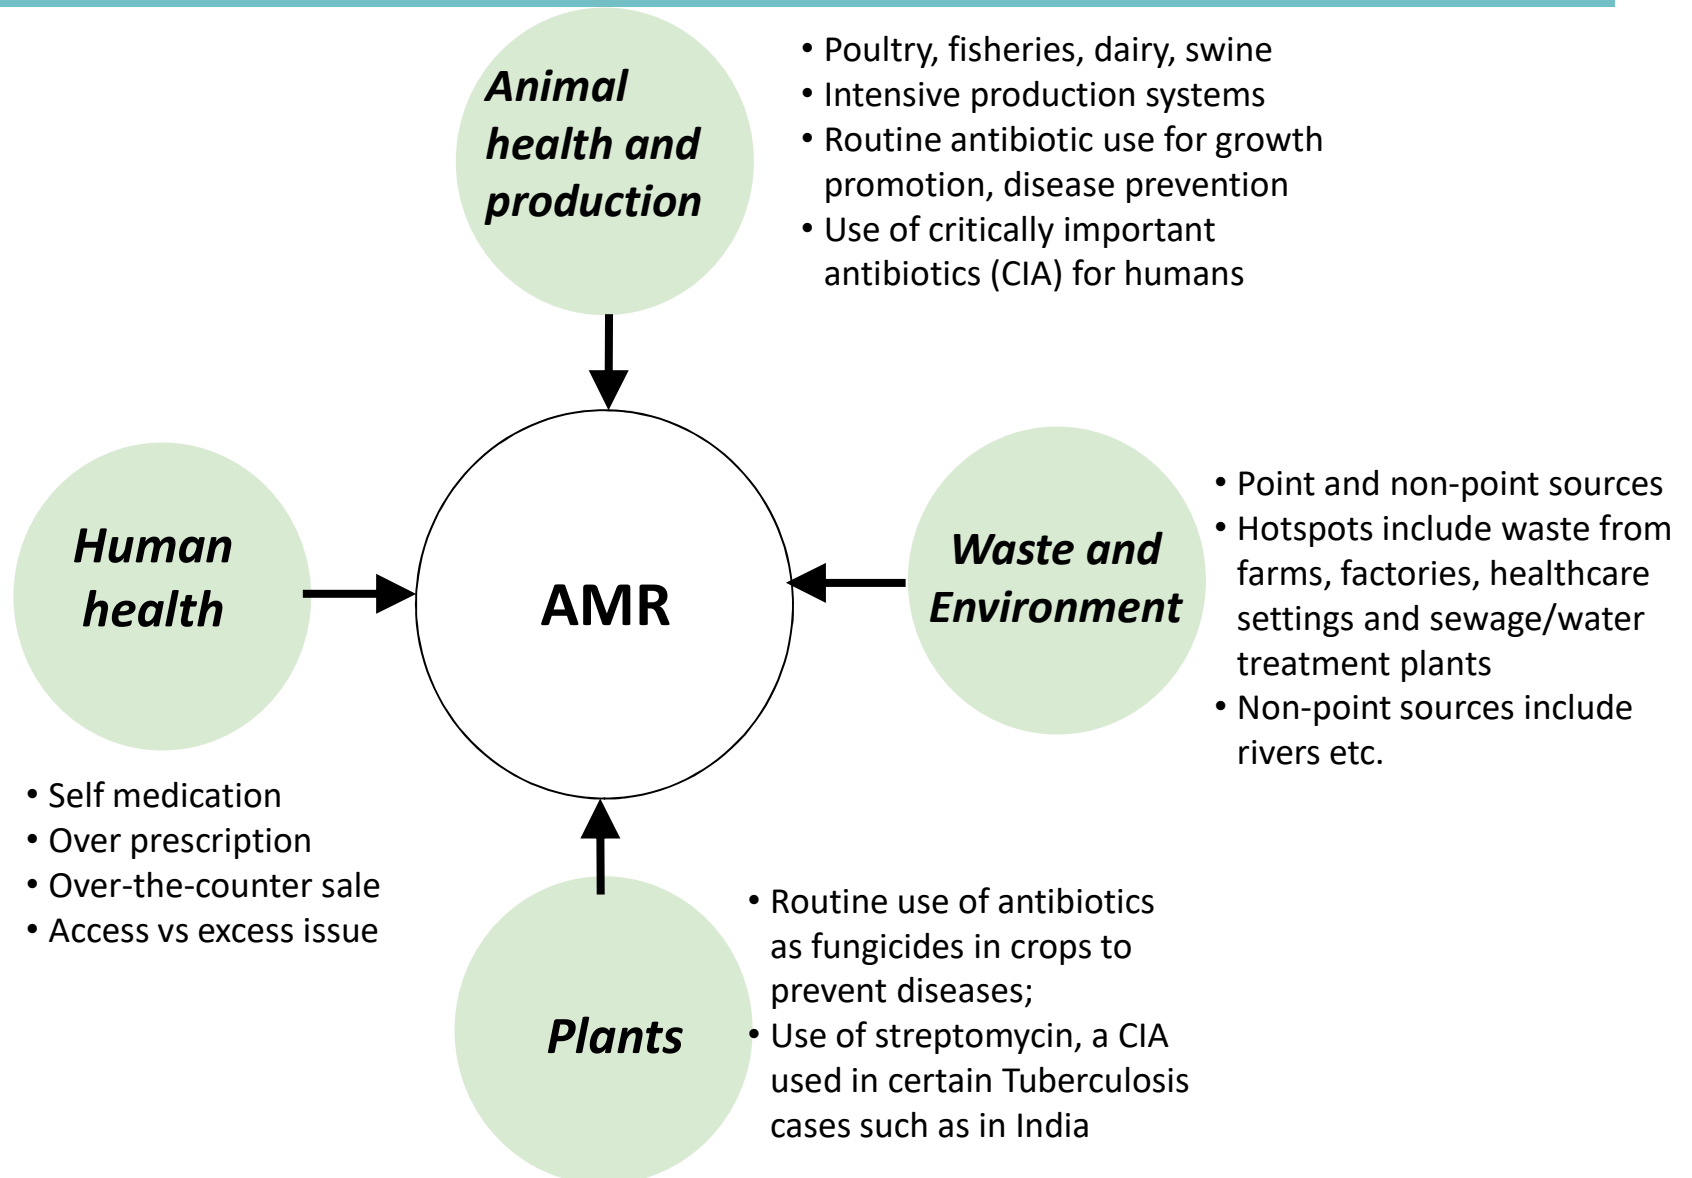 Animal
health and
production
• Poultry, fisheries, dairy, swine
• Intensive production systems
• Routine antibiotic use for growth
promotion, disease prevention
• Use of critically important
antibiotics (CIA) for humans
Human
health
• Self medication
• Over prescription
• Over-the-counter sale
• Access vs excess issue
AMR
Waste and
Environment
• Point and non-point sources
• Hotspots include waste from
farms, factories, healthcare
settings and sewage/water
treatment plants
• Non-point sources include
rivers etc.
Plants
• Routine use of antibiotics
as fungicides in crops to
prevent diseases;
• Use of streptomycin, a CIA
used in certain Tuberculosis
cases such as in India